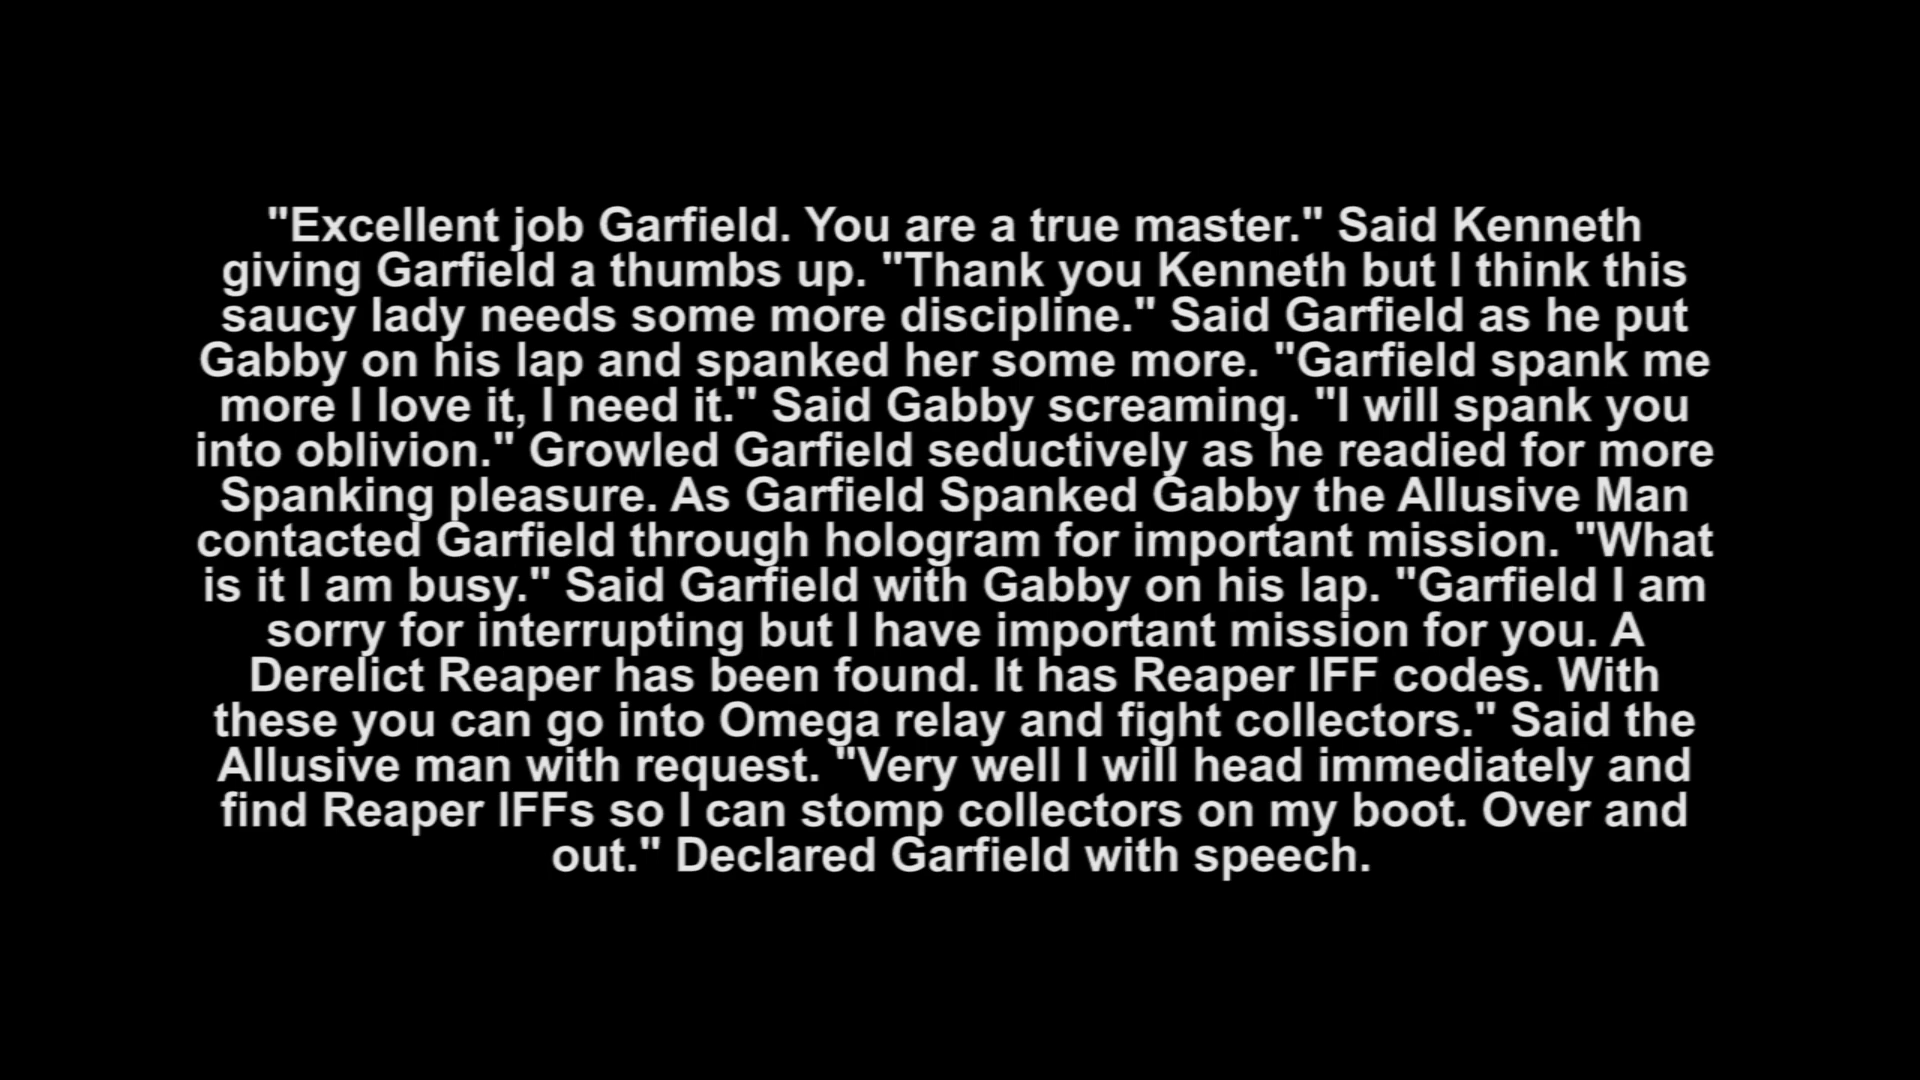 "Excellent job Garfield. You are a true master." Said Kenneth
giving Garfield a thumbs up. "Thank you Kenneth but I think this
saucy lady needs some more discipline." Said Garfield as he put
Gabby on his lap and spanked her some more. "Garfield spank me
more I love it, I need it." Said Gabby screaming. "I will spank you
into oblivion." Growled Garfield seductively as he readied for more
Spanking pleasure. As Garfield Spanked Gabby the Allusive Man
contacted Garfield through hologram for important mission. "What
is it I am busy." Said Garfield with Gabby on his lap. "Garfield I am
sorry for interrupting but I have important mission for you. A
Derelict Reaper has been found. It has Reaper IFF codes. With
these you can go into Omega relay and fight collectors." Said the
Allusive man with request. "Very well I will head immediately and
find Reaper IFFs so I can stomp collectors on my boot. Over and
out." Declared Garfield with speech.